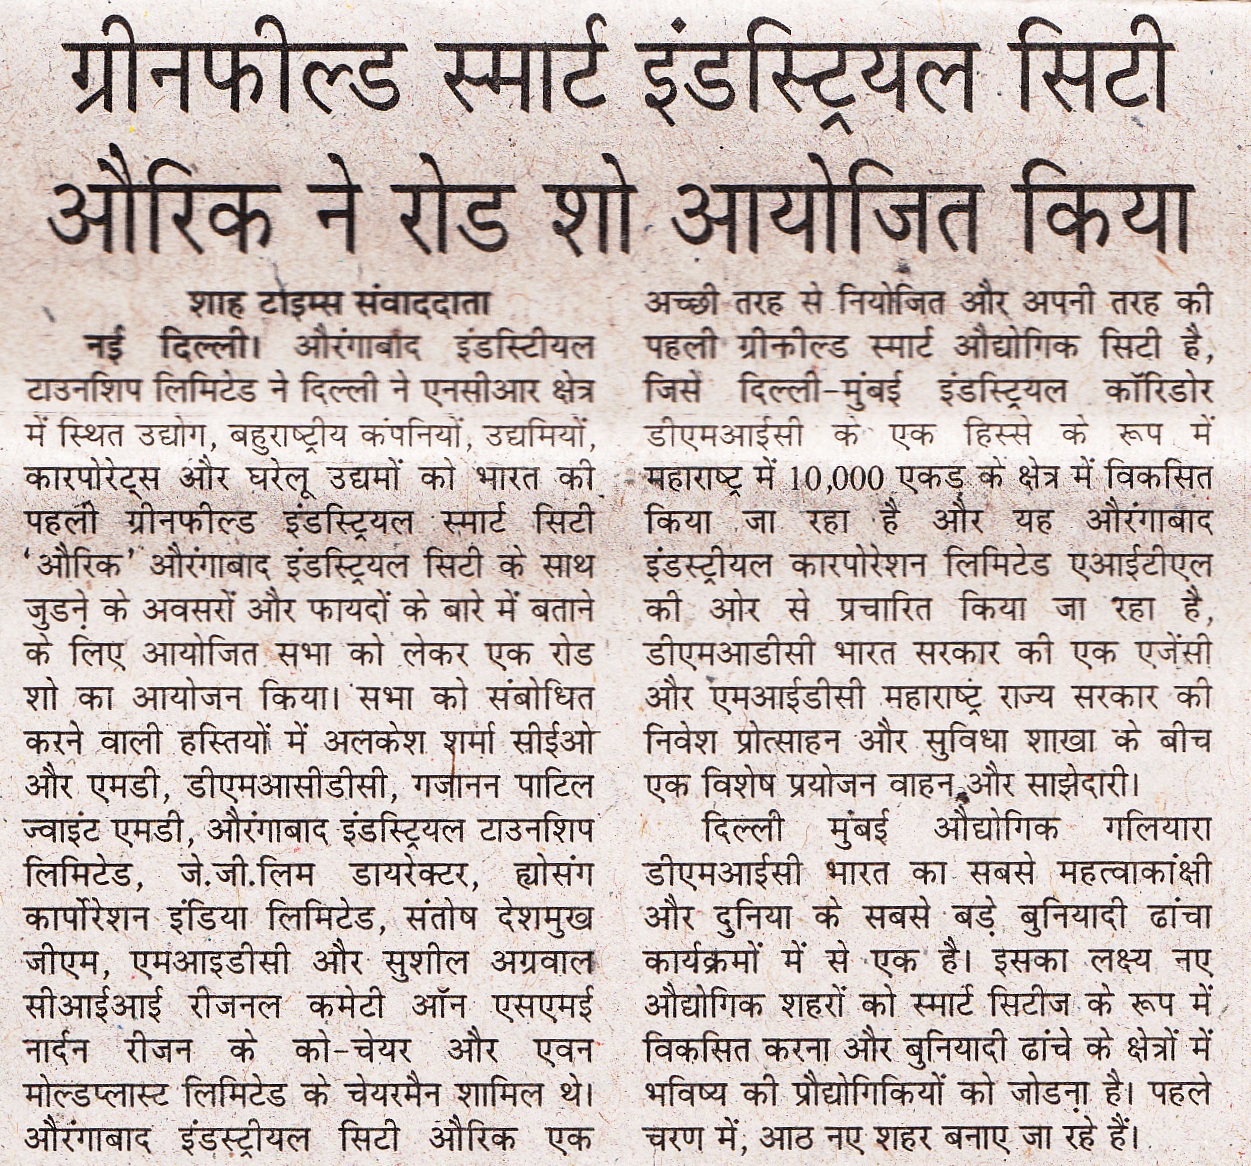 ग्रीनफील्ड स्मार्ट इंडस्ट्रियल सिटी
औरिक ने रोड शो आयोजित किया
शाह टाइम्स संवाददाता
नई दिल्ली। औरंगाबाद इंडस्टि्रीयल
टाउनशिप लिमिटेड ने दिल्ली ने एनसीआर क्षेत्र
में स्थित उद्योग, बहुराष्ट्रीय कंपनियों, उद्यमियों,
कारपोरेट्स और घरेलू उद्यमों को भारत की
पहली ग्रीनफील्ड इंडस्ट्रियल स्मार्ट सिटी
‘औरिक’ औरंगाबाद इंडस्ट्रियल सिटी के साथ
जुडऩे के अवसरों और फायदों के बारे में बताने
के लिए आयोजित सभा को लेकर एक रोड
शो का आयोजन किया। सभा को संबोधित
करने वाली हस्तियों में अलकेश शर्मा सीईओ
और एमडी, डीएमआसीडीसी, गजानन पाटिल
ज्वाइंट एमडी, औरंगाबाद इंडस्ट्रियल टाउनशिप
लिमिटेड, जे.जी.लिम डायरेक्टर, ह्योसंग
कार्पोरेशन इंडिया लिमिटेड, संतोष देशमुख
जीएम, एमआइडीसी और सुशील अग्रवाल
सीआईआई रीजनल कमेटी ऑन एसएमई
नार्दन रीजन के को-चेयर और एवन
मोल्डप्लास्ट लिमिटेड के चेयरमैन शामिल थे।
औरंगाबाद इंडस्ट्रीयल सिटी औरिक एक
अच्छी तरह से नियोजित और अपनी तरह की
पहली ग्रीनफील्ड स्मार्ट औद्योगिक सिटी है,
जिसे दिल्ली-मुंबई इंडस्ट्रियल कॉरिडोर
डीएमआईसी के एक हिस्से के रूप में
महाराष्ट्र में 10,000 एकड़ के क्षेत्र में विकसित
किया जा रहा है और यह औरंगाबाद
इंडस्ट्रीयल कारपोरेशन लिमिटेड एआईटीएल
की ओर से प्रचारित किया जा रहा है,
डीएमआडीसी भारत सरकार की एक एजेंसी
और एमआईडीसी महाराष्ट्रं राज्य सरकार की
निवेश प्रोत्साहन और सुविधा शाखा के बीच
एक विशेष प्रयोजन वाहन और साझेदारी।
दिल्ली मुंबई औद्योगिक गलियारा
डीएमआईसी भारत का सबसे महत्वाकांक्षी
और दुनिया के सबसे बड़े बुनियादी ढांचा
कार्यक्रमों में से एक है। इसका लक्ष्य नए
औद्योगिक शहरों को स्मार्ट सिटीज के रूप में
विकसित करना और बुनियादी ढांचे के क्षेत्रों में
भविष्य की प्रौद्योगिकियों को जोडऩा है। पहले
चरण में, आठ नए शहर बनाए जा रहे हैं।